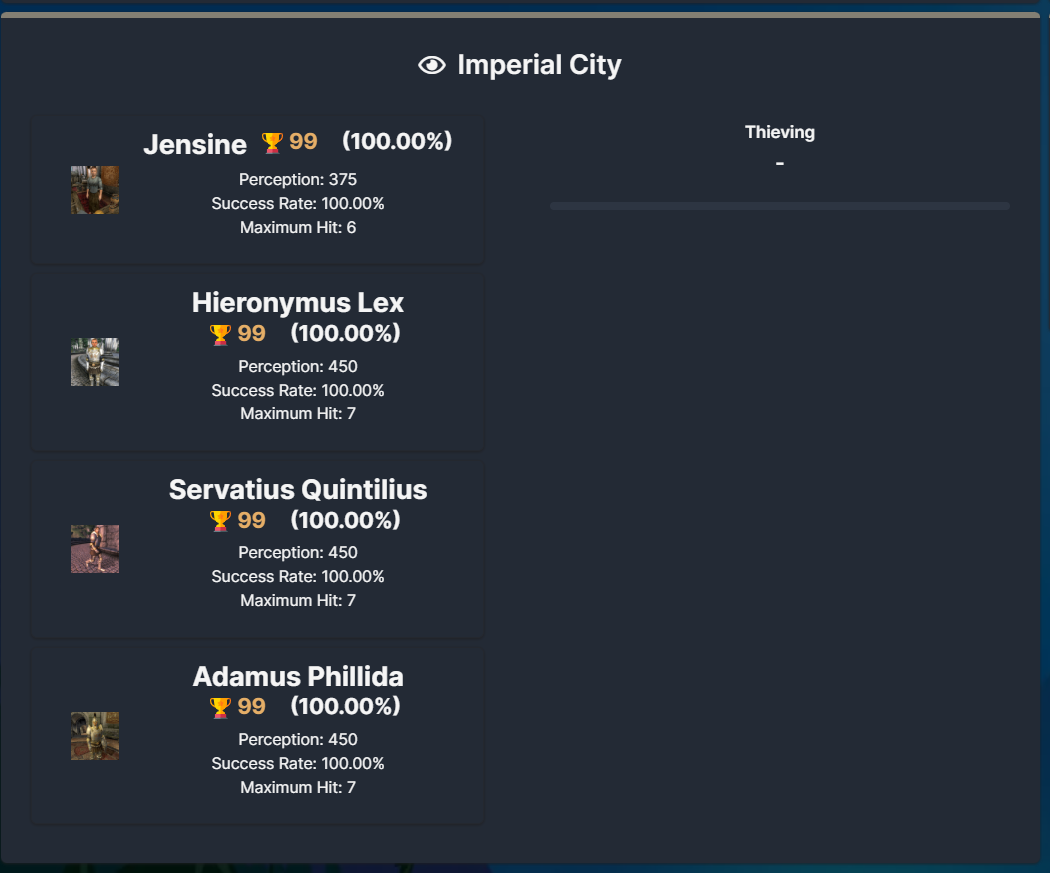 Imperial City
Jensine 99 (100.00%)
Perception: 375
Success Rate: 100.00%
Maximum Hit: 6
Hieronymus Lex
99 (100.00%)
Perception: 450
Success Rate: 100.00%
Maximum Hit: 7
Servatius Quintilius
99 (100.00%)
Perception: 450
Success Rate: 100.00%
Maximum Hit: 7
Adamus Phillida
99 (100.00%)
Perception: 450
Success Rate: 100.00%
Maximum Hit: 7
Thieving
-